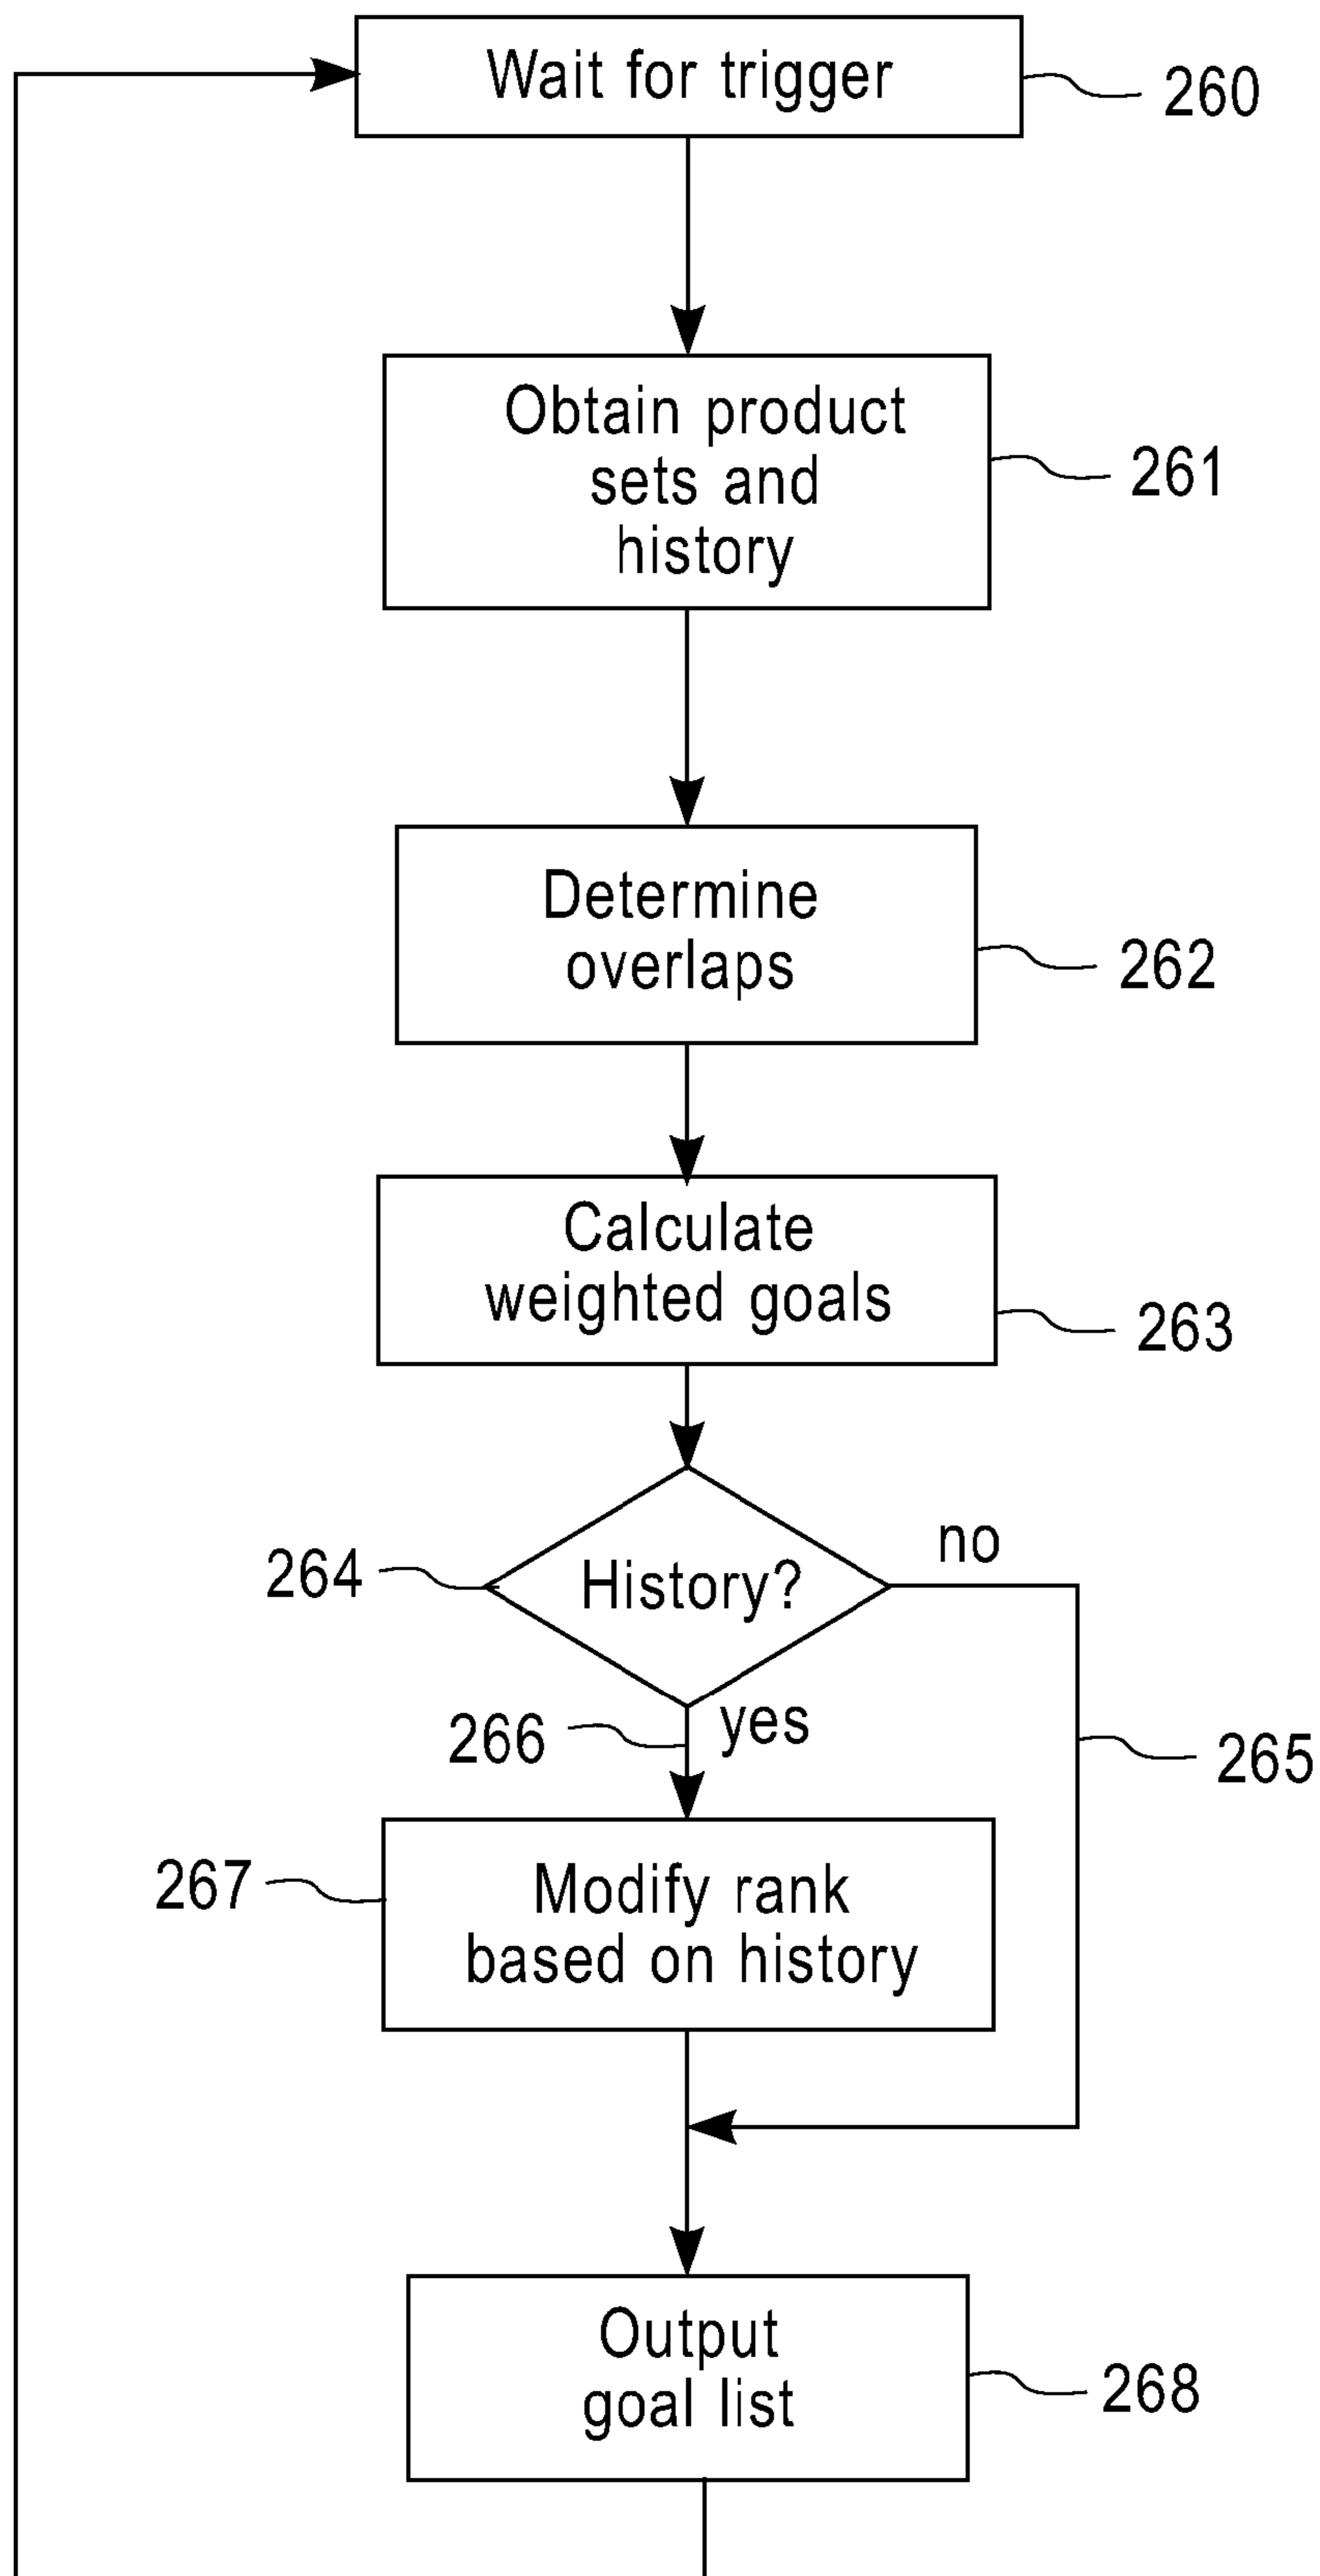 Wait for trigger
260
Obtain product
sets and
history
261
Determine
overlaps
262
Calculate
weighted goals
263
264
History?
no
266
yes
265
267
Modify rank
based on history
Output
goal list
268